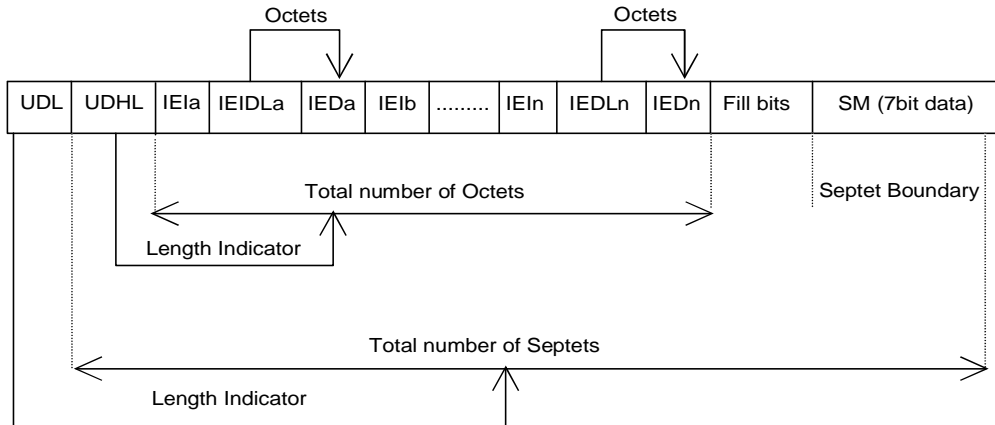 Octets Octets
UDL UDHL IEIa IEIDLa IEDa IEIb ......... IEIn IEDLn IEDn Fill bits SM (7bit data)
Total number of Octets
Septet Boundary
Length Indicator
Total number of Septets
Length Indicator